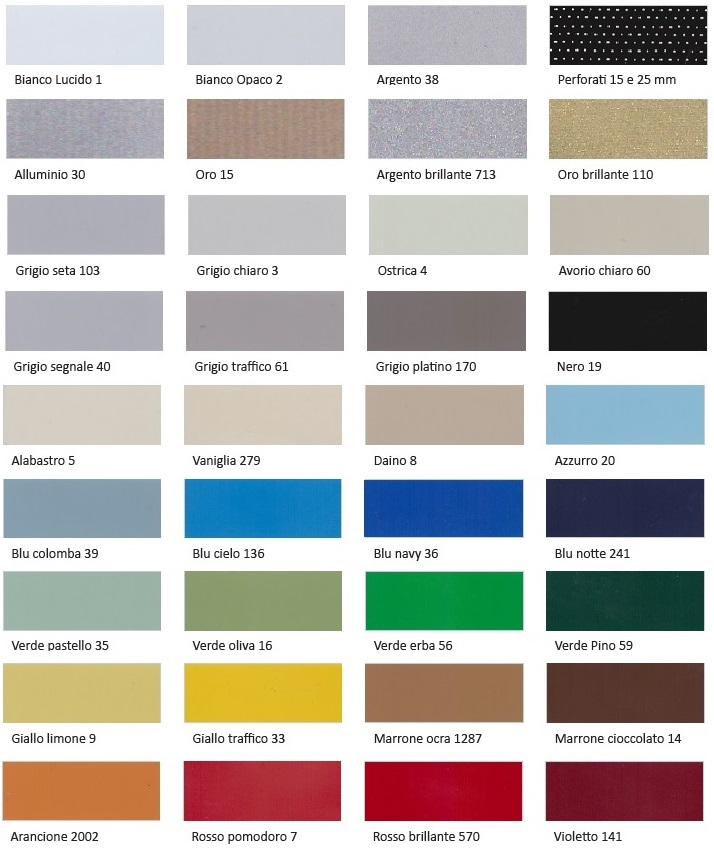 Bianco Lucido 1
Bianco Opaco 2
Argento 38
Perforati 15 e 25 mm
Alluminio 30
Oro 15
Argento brillante 713
Oro brillante 110
Grigio seta 103
Grigio chiaro 3
Ostrica 4
Avorio chiaro 60
Grigio segnale 40
Grigio traffico 61
Grigio platino 170
Nero 19
Alabastro 5
Vaniglia 279
Daino 8
Azzurro 20
Blu colomba 39
Blu cielo 136
Blu navy 36
Blu notte 241
Verde pastello 35
Verde oliva 16
Verde erba 56
Verde Pino 59
Giallo limone 9
Giallo traffico 33
Marrone ocra 1287
Marrone cioccolato 14
Arancione 2002
Rosso pomodoro 7
Rosso brillante 570
Violetto 141